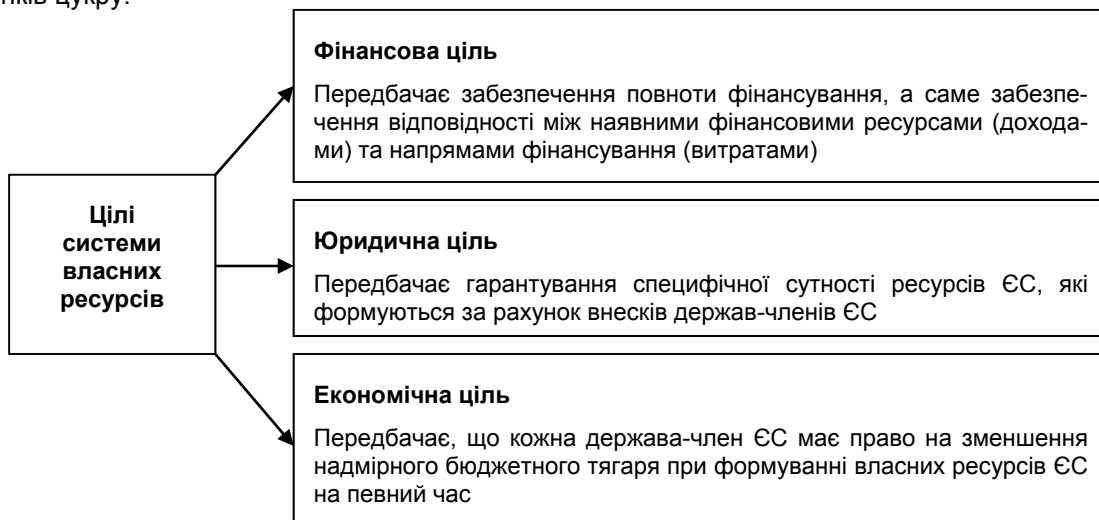 цукру.
Фінансова ціль
Передбачає забезпечення повноти фінансування, а саме забезпе-
чення відповідності між наявними фінансовими ресурсами (дохода-
ми) та напрямами фінансування (витратами)
Цілі
системи
власних
ресурсів
Юридична ціль
Передбачає гарантування специфічної сутності ресурсів ЄС, які
формуються за рахунок внесків держав-членів ЄС
Економічна ціль
Передбачає, що кожна держава-член ЄС має право на зменшення
надмірного бюджетного тягаря при формуванні власних ресурсів ЄС
на певний час